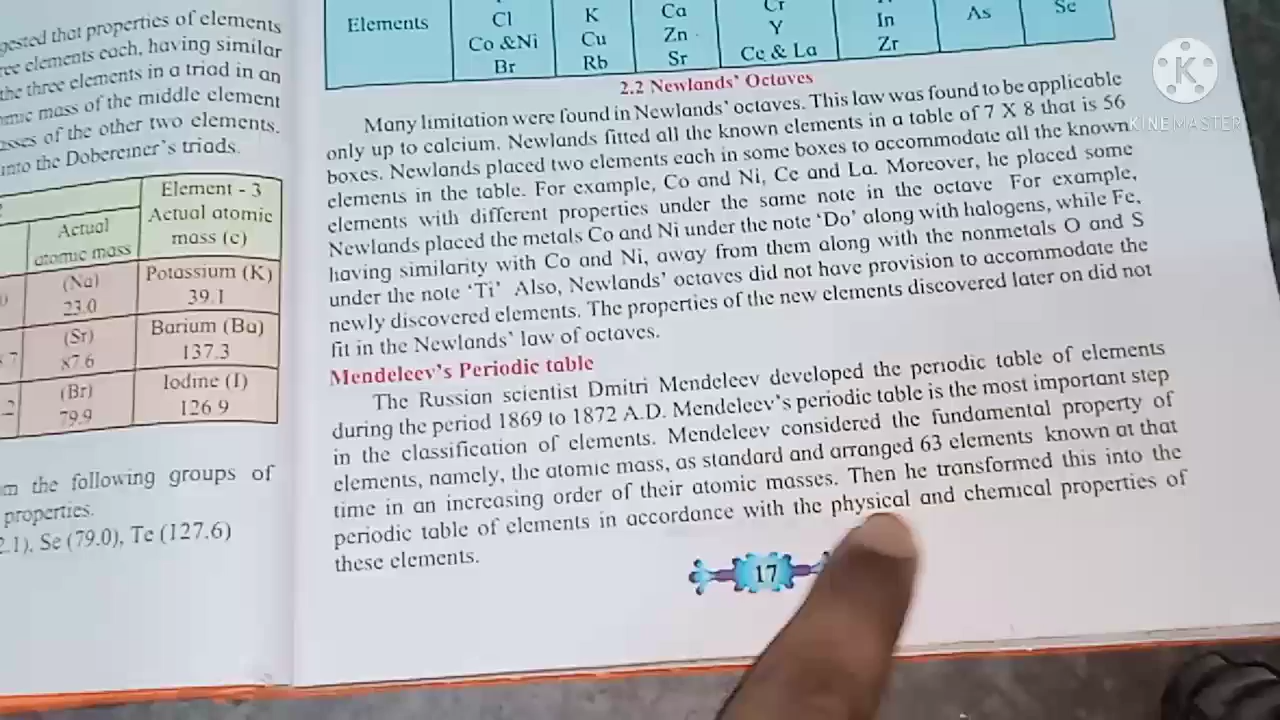 gested that properties of elements
ree elements each, having similar
the three elements in a triad in an
mic mass of the middle element
asses of the other two elements.
into the Dobereiner's triads.
Element - 3
Actual atomic
mass (c)
Actual
atomic mass
(Na)
23.0
Potassium (K)
39.1
(Sr)
87.6
Barium (Ba)
137.3
(Br)
79.9
Iodine (I)
126 9
m the following groups of
properties.
2.1), Se (79.0), Te (127.6)
Elements
Cl
Co &Ni
Br
K
Cu
Rb
Ca
Zn
Sr
Cr
Y
Ce & La
In
Zr
As
Se
2.2 Newlands' Octaves
Many limitation were found in Newlands' octaves. This law was found to be applicable
only up to calcium. Newlands fitted all the known elements in a table of 7 X 8 that is 56
boxes. Newlands placed two elements each in some boxes to accommodate all the known
elements in the table. For example, Co and Ni, Ce and La. Moreover, he placed some
elements with different properties under the same note in the octave For example,
Newlands placed the metals Co and Ni under the note 'Do' along with halogens, while Fe,
having similarity with Co and Ni, away from them along with the nonmetals O and S
under the note 'Ti' Also, Newlands' octaves did not have provision to accommodate the
newly discovered elements. The properties of the new elements discovered later on did not
fit in the Newlands' law of octaves.
Mendeleev's Periodic table
The Russian scientist Dmitri Mendeleev developed the periodic table of elements
during the period 1869 to 1872 A.D. Mendeleev's periodic table is the most important step
in the classification of elements. Mendeleev considered the fundamental property of
elements, namely, the atomic mass, as standard and arranged 63 elements known at that
time in an increasing order of their atomic masses. Then he transformed this into the
periodic table of elements in accordance with the physical and chemical properties of
these elements.
17
K
KINEMASTER